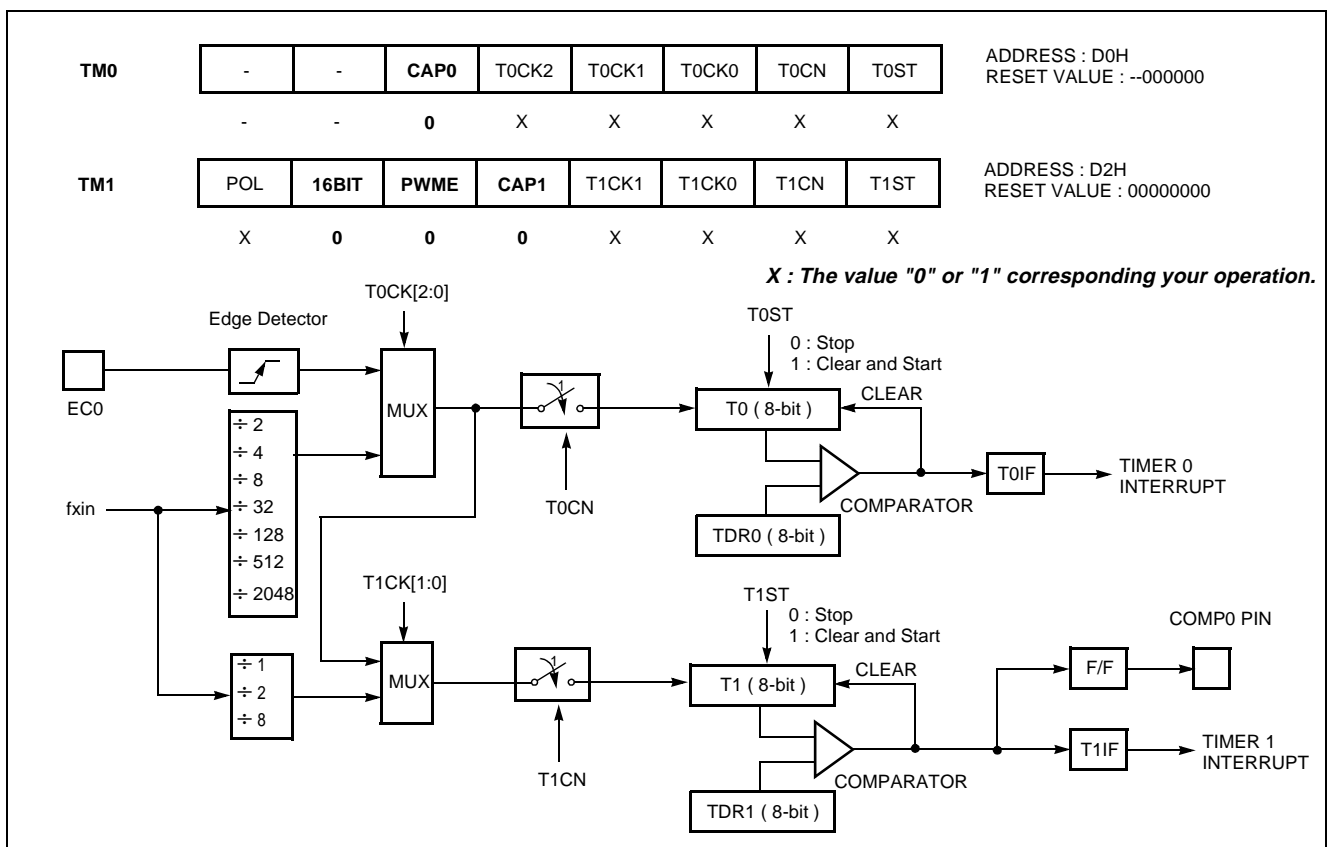 TM0 - - CAP0 T0CK2 T0CK1 T0CK0 T0CN T0ST
ADDRESS : D0H
RESET VALUE : --000000
- - 0 X X X X X
TM1 POL 16BIT PWME CAP1 T1CK1 T1CK0 T1CN T1ST
ADDRESS : D2H
RESET VALUE : 00000000
X 0 0 0 X X X X
X : The value "0" or "1" corresponding your operation.
T0CK[2:0]
Edge Detector
T0ST
0 : Stop
1 : Clear and Start
EC0
MUX
1
T0 ( 8-bit )
CLEAR
÷ 2
÷ 4
÷ 8
÷ 32
÷ 128
÷ 512
÷ 2048
fxin
T0CN
COMPARATOR
T0IF
TIMER 0
INTERRUPT
TDR0 ( 8-bit )
T1CK[1:0]
T1ST
0 : Stop
1 : Clear and Start
COMP0 PIN
÷ 1
÷ 2
÷ 8
MUX
1
T1 ( 8-bit )
CLEAR
F/F
T1CN
COMPARATOR
T1IF
TIMER 1
INTERRUPT
TDR1 ( 8-bit )